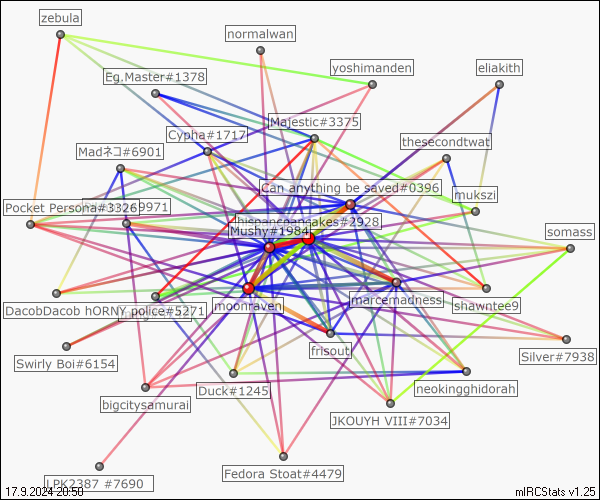 zebula
normalwan
yoshimanden
eliakith
Eg.Master#1378
Majestic#3375
Cypha#1717
thesecondtwat
Madネコ#6901
Can anything be saved#0396
mukszi
Pocket Persona#3326
9971
hispancoancakes#2928
Mushy#1984
somass
moonraven
marcemadness
shawntee9
DacobDacob hORNY police#5271
frisouti
Silver#7938
Swirly Boi#6154
Duck#1245
neokingghidorah
bigcitysamurai
JKOUYH VIII#7034
Fedora Stoat#4479
LPK2387 #7690
17.9.2024 20:50
mIRCStats v1.25